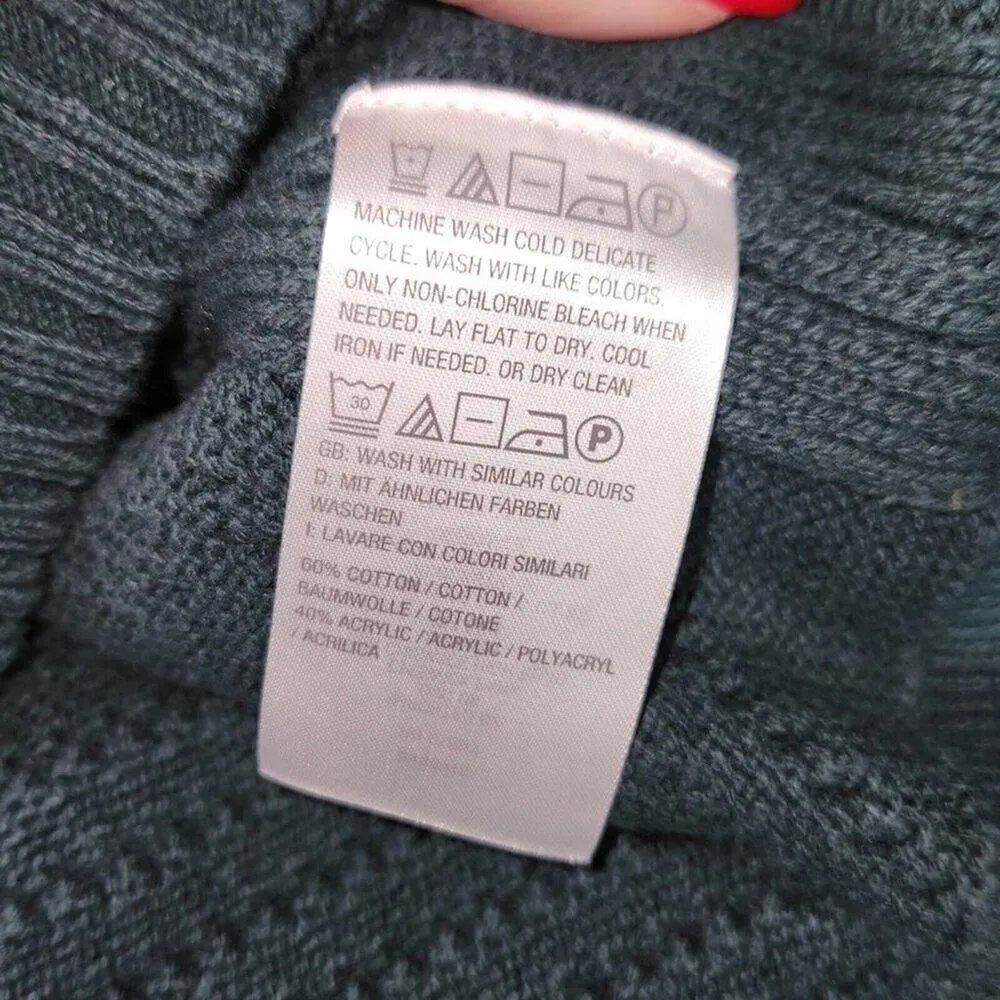 P
MACHINE WASH COLD DELICATE
CYCLE. WASH WITH LIKE COLORS.
ONLY NON-CHLORINE BLEACH WHEN
NEEDED. LAY FLAT TO DRY. COOL
IRON IF NEEDED. OR DRY CLEAN
30 P
GB: WASH WITH SIMILAR COLOURS
D: MIT ÄHNLICHEN FARBEN
WASCHEN
I: LAVARE CON COLORI SIMILARI
60% COTTON / COTTON /
BAUMWOLLE / COTONE
40% ACRYLIC / ACRYLIC / POLYACRYL
/ ACRILICA